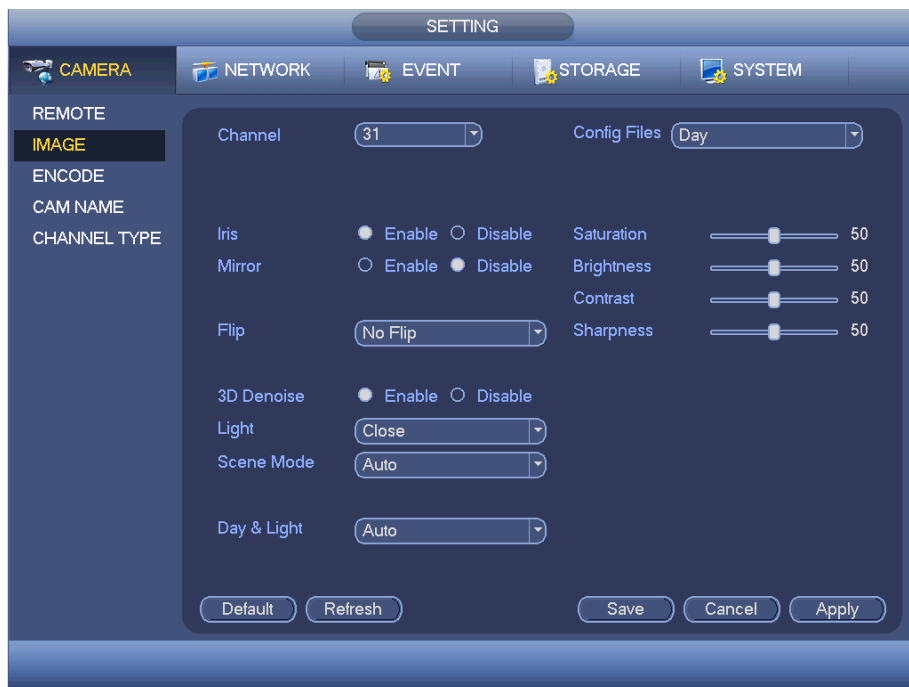 SETTING
CAMERA NETWORK EVENT STORAGE SYSTEM
REMOTE
IMAGE
ENCODE
CAM NAME
CHANNEL TYPE
Channel 31 Config Files Day
Iris Enable Disable Saturation 50
Mirror Enable Disable Brightness 50
Contrast 50
Flip No Flip Sharpness 50
3D Denoise Enable Disable
Light Close
Scene Mode Auto
Day & Light Auto
Default Refresh Save Cancel Apply